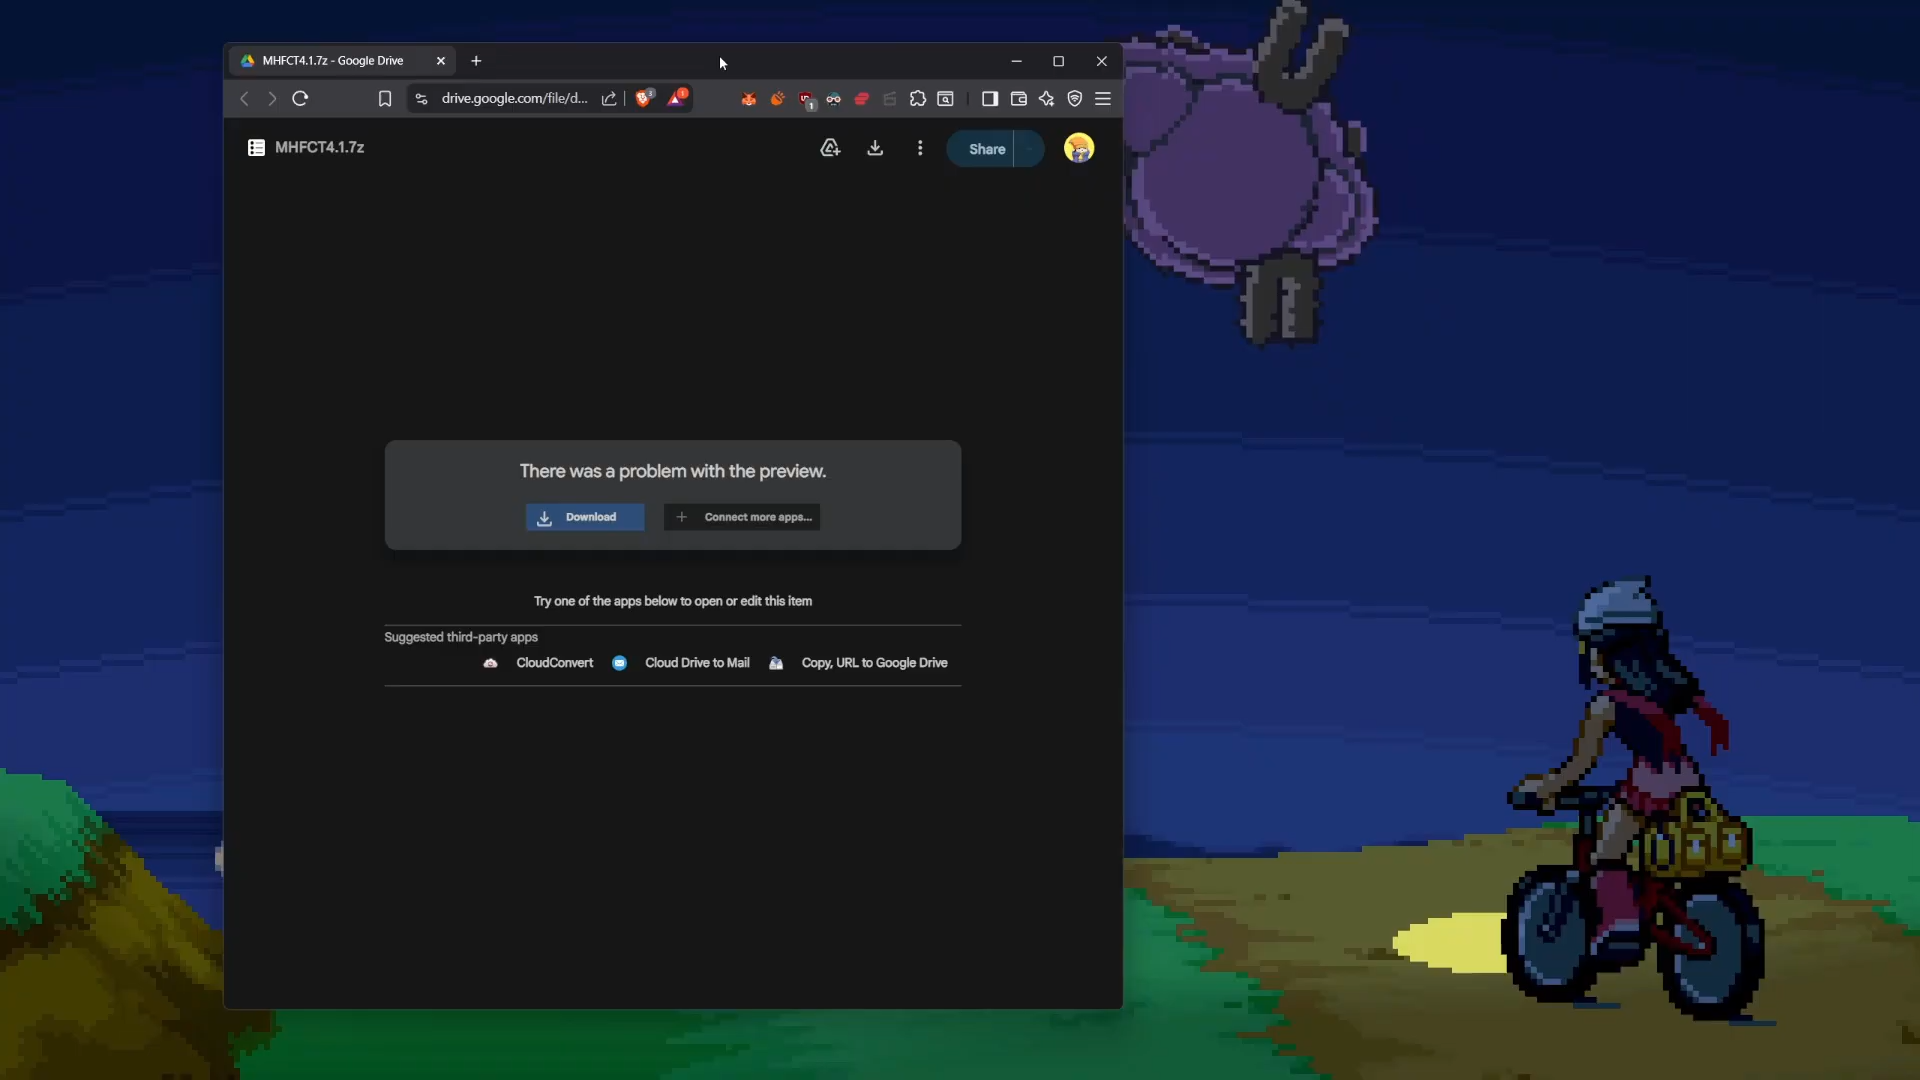 MHFCT4.1.7z - Google Drive
drive.google.com/file/d...
MHFCT4.1.7z
Share
There was a problem with the preview.
Download
Connect more apps...
Try one of the apps below to open or edit this item
Suggested third-party apps
CloudConvert
Cloud Drive to Mail
Copy, URL to Google Drive